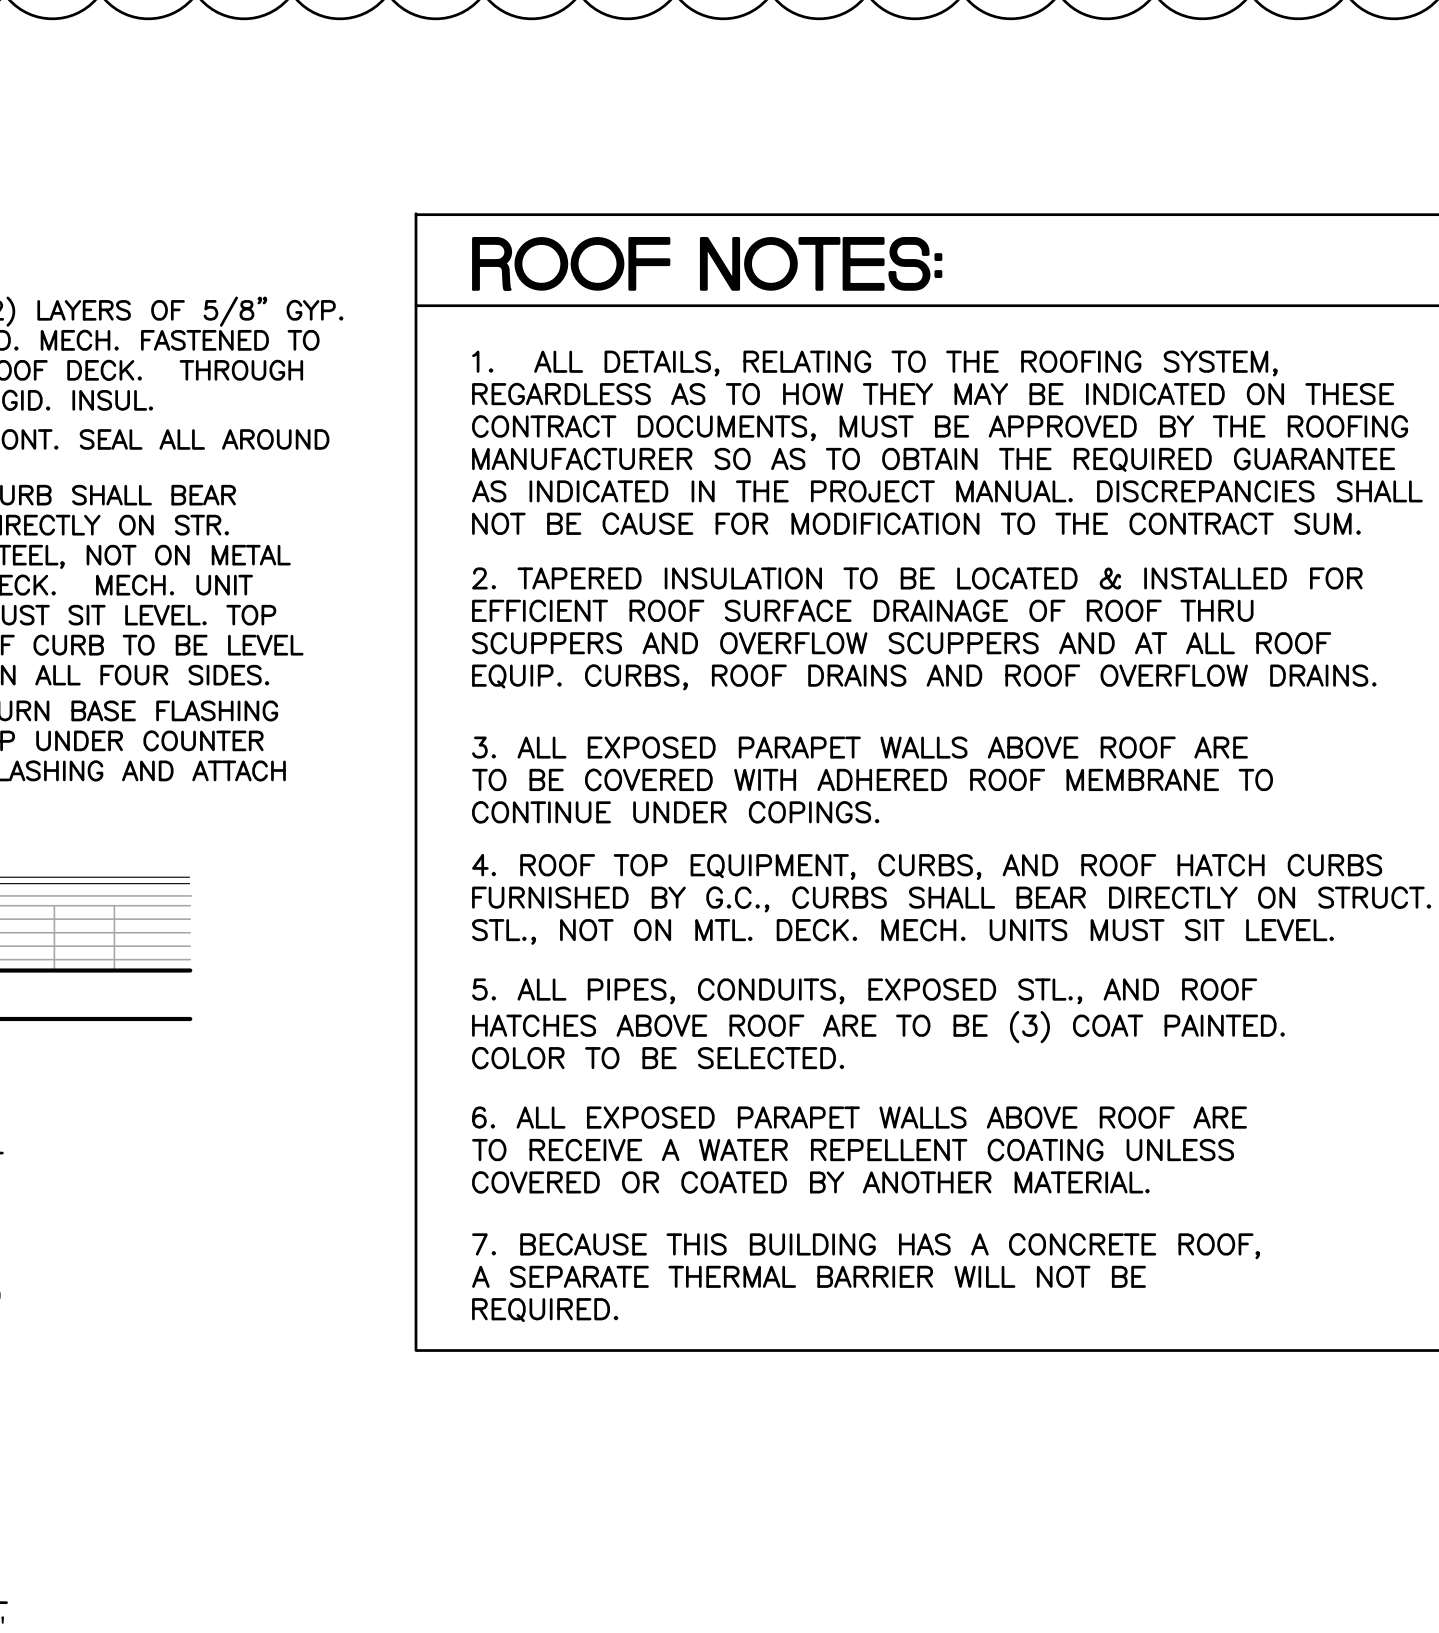 LAYERS OF 5/8" GYP.
MECH. FASTENED TO
DECK. THROUGH
INSUL.
SEAL ALL AROUND
SHALL BEAR
ON STR.
NOT ON METAL
MECH. UNIT
SIT LEVEL. TOP
CURB TO BE LEVEL
ALL FOUR SIDES.
BASE FLASHING
UNDER COUNTER
AND ATTACH
ROOF NOTES:
1. ALL DETAILS, RELATING TO THE ROOFING SYSTEM,
REGARDLESS AS TO HOW THEY MAY BE INDICATED ON THESE
CONTRACT DOCUMENTS, MUST BE APPROVED BY THE ROOFING
MANUFACTURER SO AS TO OBTAIN THE REQUIRED GUARANTEE
AS INDICATED IN THE PROJECT MANUAL. DISCREPANCIES SHALL
NOT BE CAUSE FOR MODIFICATION TO THE CONTRACT SUM.
2. TAPERED INSULATION TO BE LOCATED & INSTALLED FOR
EFFICIENT ROOF SURFACE DRAINAGE OF ROOF THRU
SCUPPERS AND OVERFLOW SCUPPERS AND AT ALL ROOF
EQUIP. CURBS, ROOF DRAINS AND ROOF OVERFLOW DRAINS.
3. ALL EXPOSED PARAPET WALLS ABOVE ROOF ARE
TO BE COVERED WITH ADHERED ROOF MEMBRANE TO
CONTINUE UNDER COPINGS.
4. ROOF TOP EQUIPMENT, CURBS, AND ROOF HATCH CURBS
FURNISHED BY G.C., CURBS SHALL BEAR DIRECTLY ON STRUCT.
STL., NOT ON MTL. DECK. MECH. UNITS MUST SIT LEVEL.
5. ALL PIPES, CONDUITS, EXPOSED STL., AND ROOF
HATCHES ABOVE ROOF ARE TO BE (3) COAT PAINTED.
COLOR TO BE SELECTED.
6. ALL EXPOSED PARAPET WALLS ABOVE ROOF ARE
TO RECEIVE A WATER REPELLENT COATING UNLESS
COVERED OR COATED BY ANOTHER MATERIAL.
7. BECAUSE THIS BUILDING HAS A CONCRETE ROOF,
A SEPARATE THERMAL BARRIER WILL NOT BE
REQUIRED.